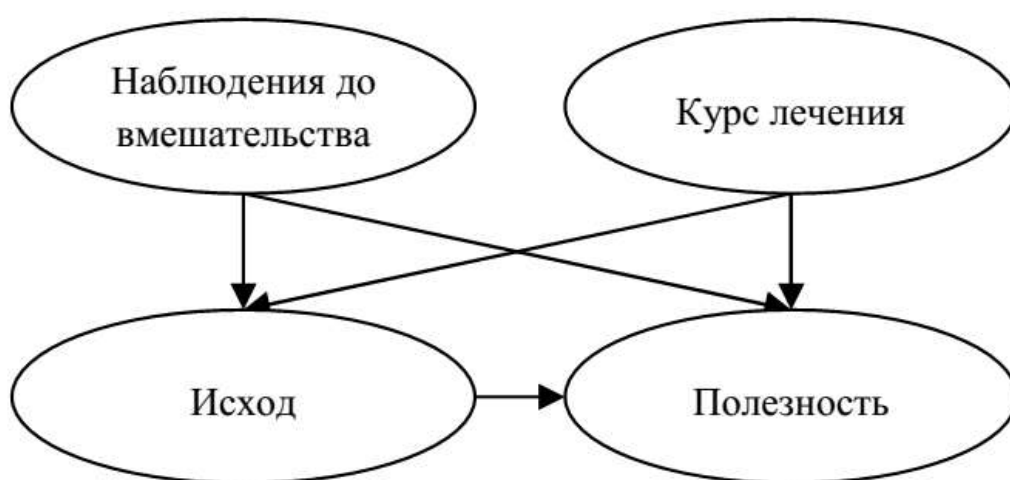 Наблюдения до
вмешательства
Курс лечения
Исход
Полезность